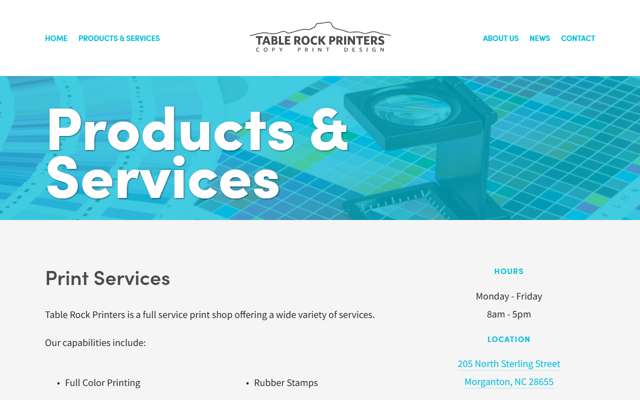 HOME PRODUCTS & SERVICES
TABLE ROCK PRINTERS
COPY PRINT DESIGN
ABOUT US NEWS CONTACT
Products &
Services
Print Services
Table Rock Printers is a full service print shop offering a wide variety of services.
Our capabilities include:
• Full Color Printing
• Rubber Stamps
HOURS
Monday - Friday
8am - 5pm
LOCATION
205 North Sterling Street
Morganton, NC 28655